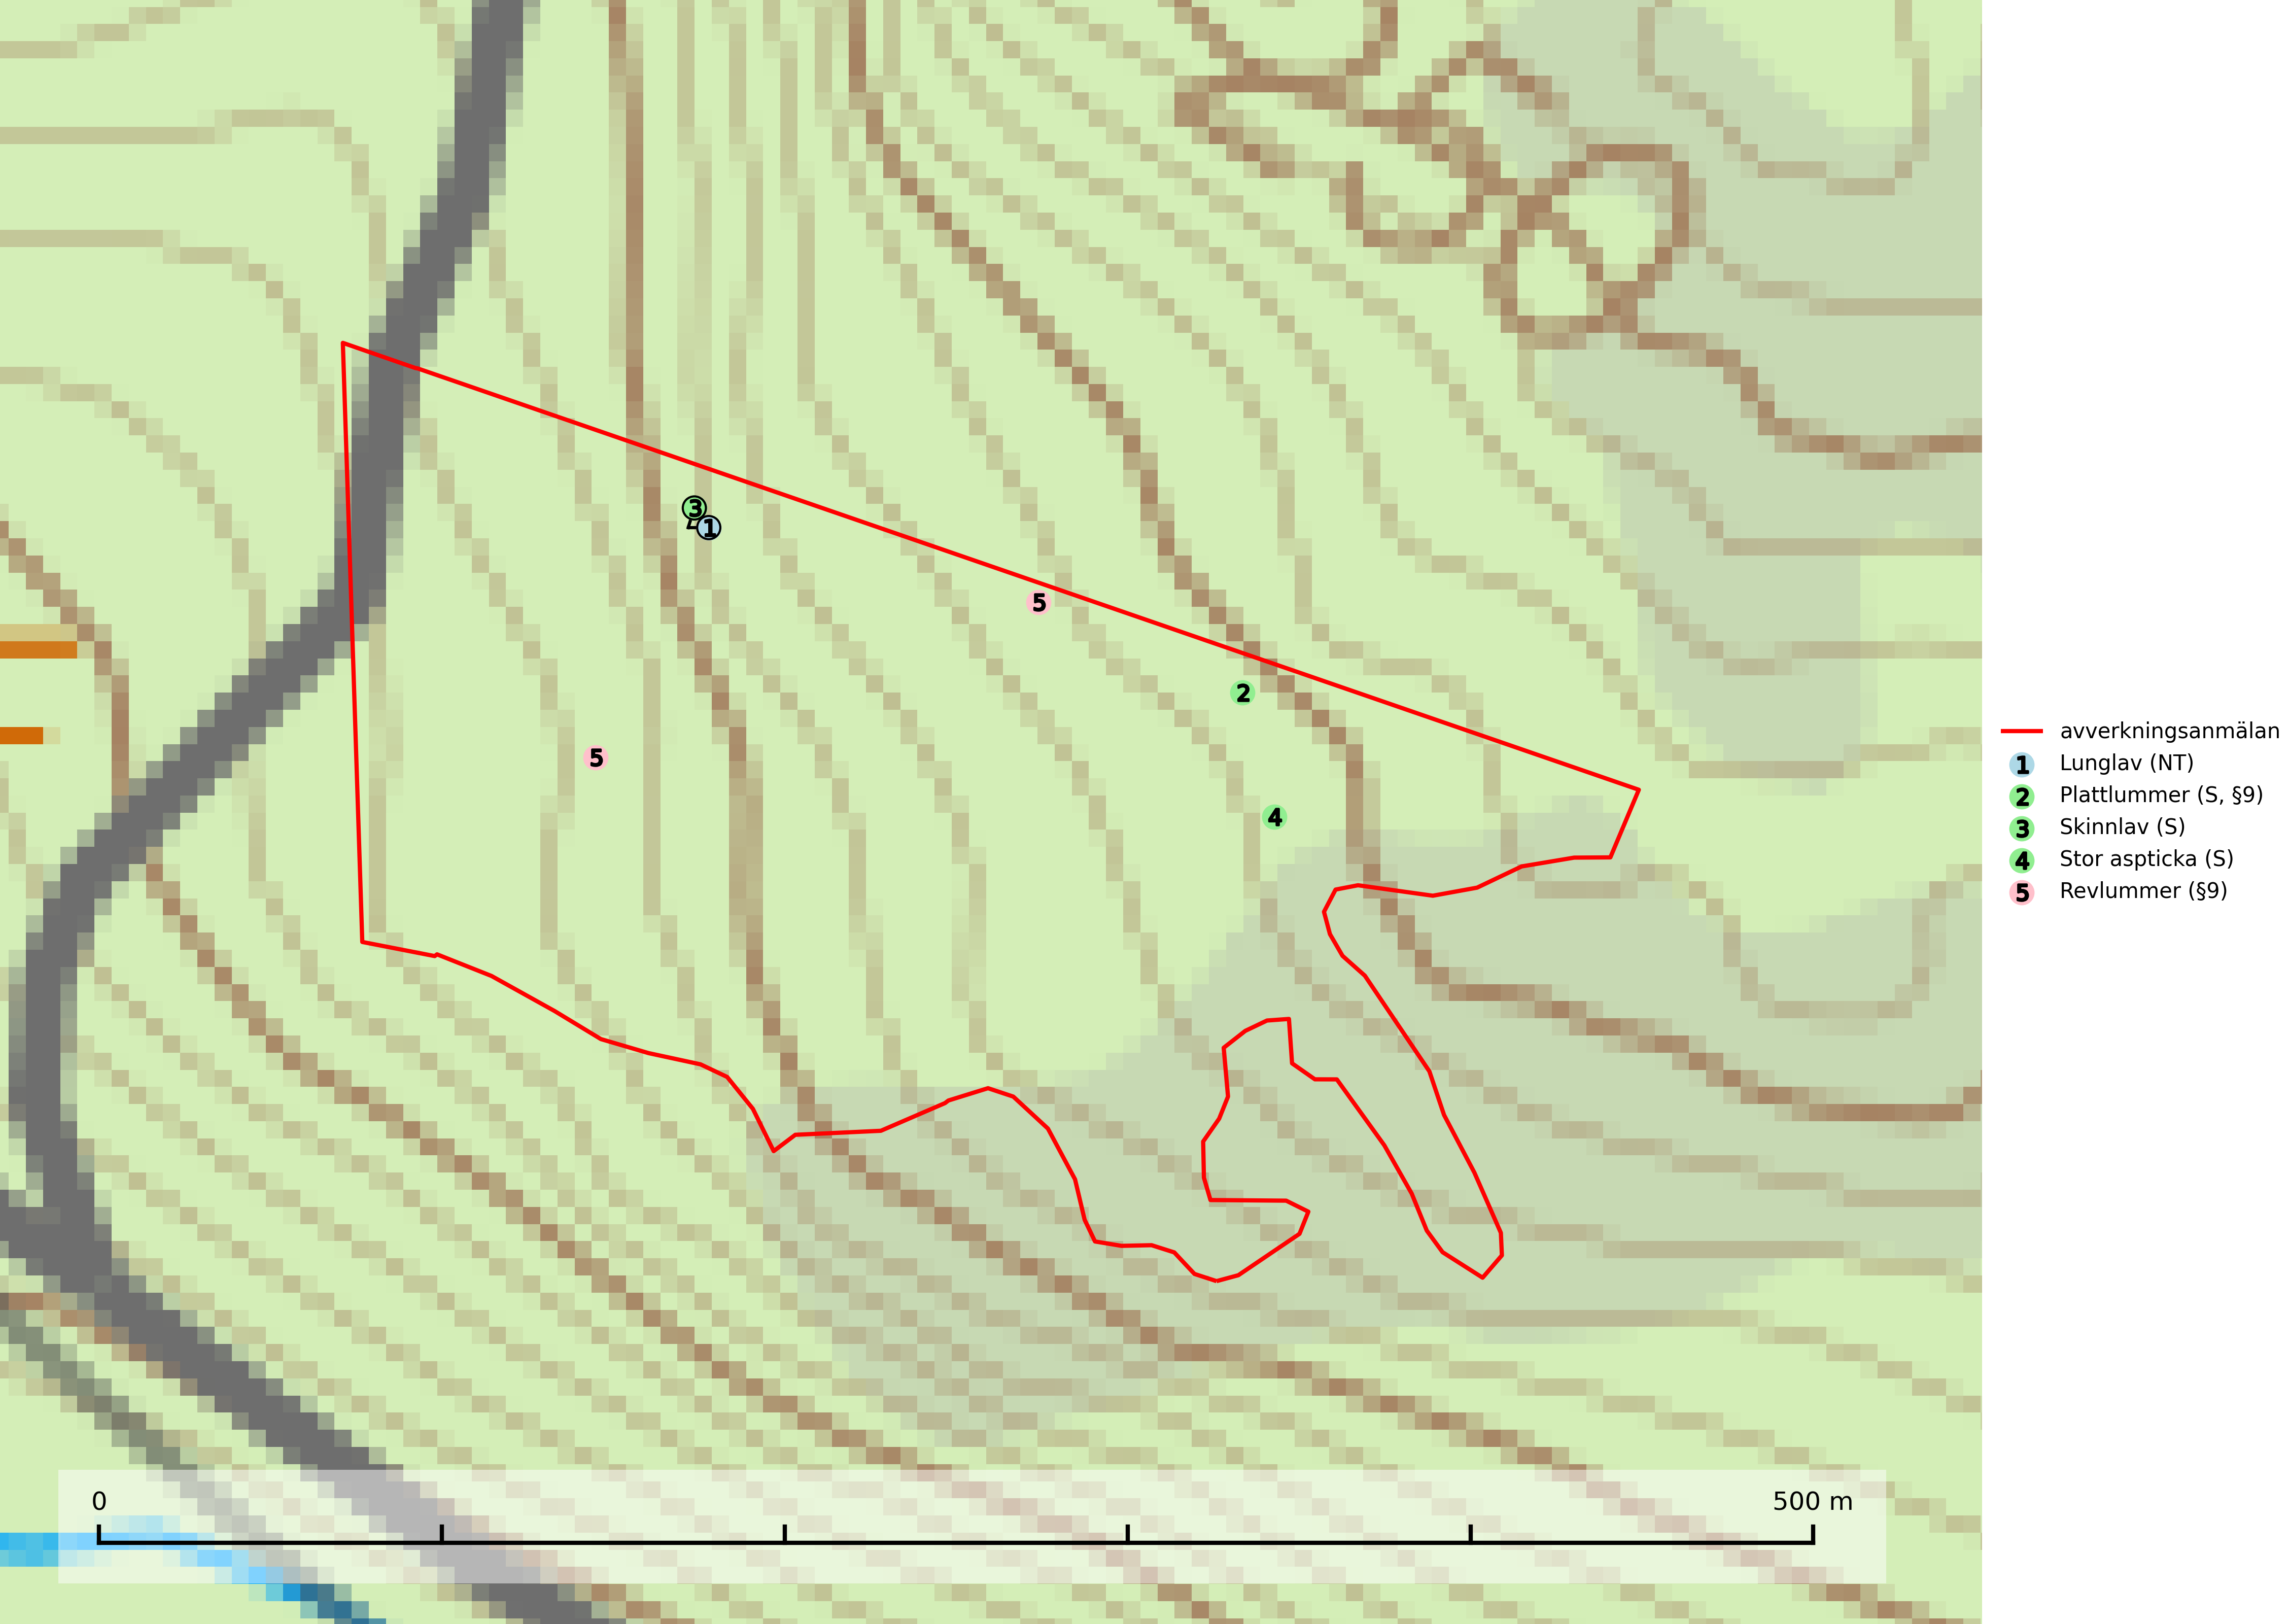 3
1
5
2
5
4
avverkningsanmälan
1 Lunglav (NT)
2 Plattlummer (S, §9)
3 Skinnlav (S)
4 Stor aspticka (S)
5 Revlummer (§9)
0 500 m